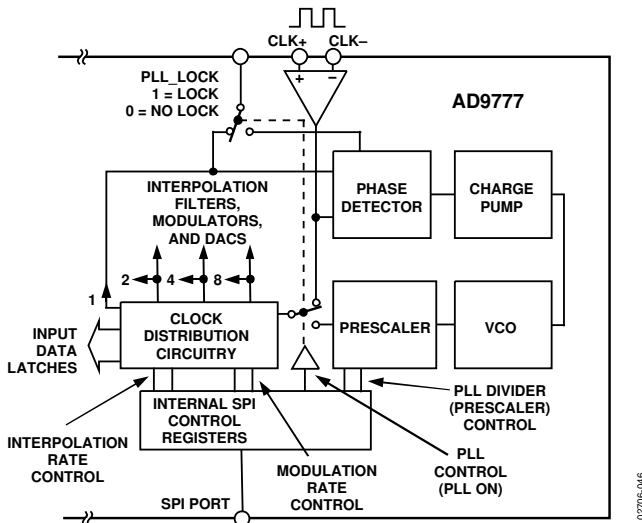 CLK+ CLK–
PLL_LOCK
1 = LOCK
0 = NO LOCK
AD9777
+ –
INTERPOLATION
FILTERS,
MODULATORS,
AND DACS
PHASE
DETECTOR
CHARGE
PUMP
2 4 8
1
CLOCK
DISTRIBUTION
CIRCUITRY
PRESCALER
VCO
INPUT
DATA
LATCHES
INTERNAL SPI
CONTROL
REGISTERS
PLL DIVIDER
(PRESCALER)
CONTROL
INTERPOLATION
RATE
CONTROL
MODULATION
RATE
CONTROL
PLL
CONTROL
(PLL ON)
SPI PORT
02706-046